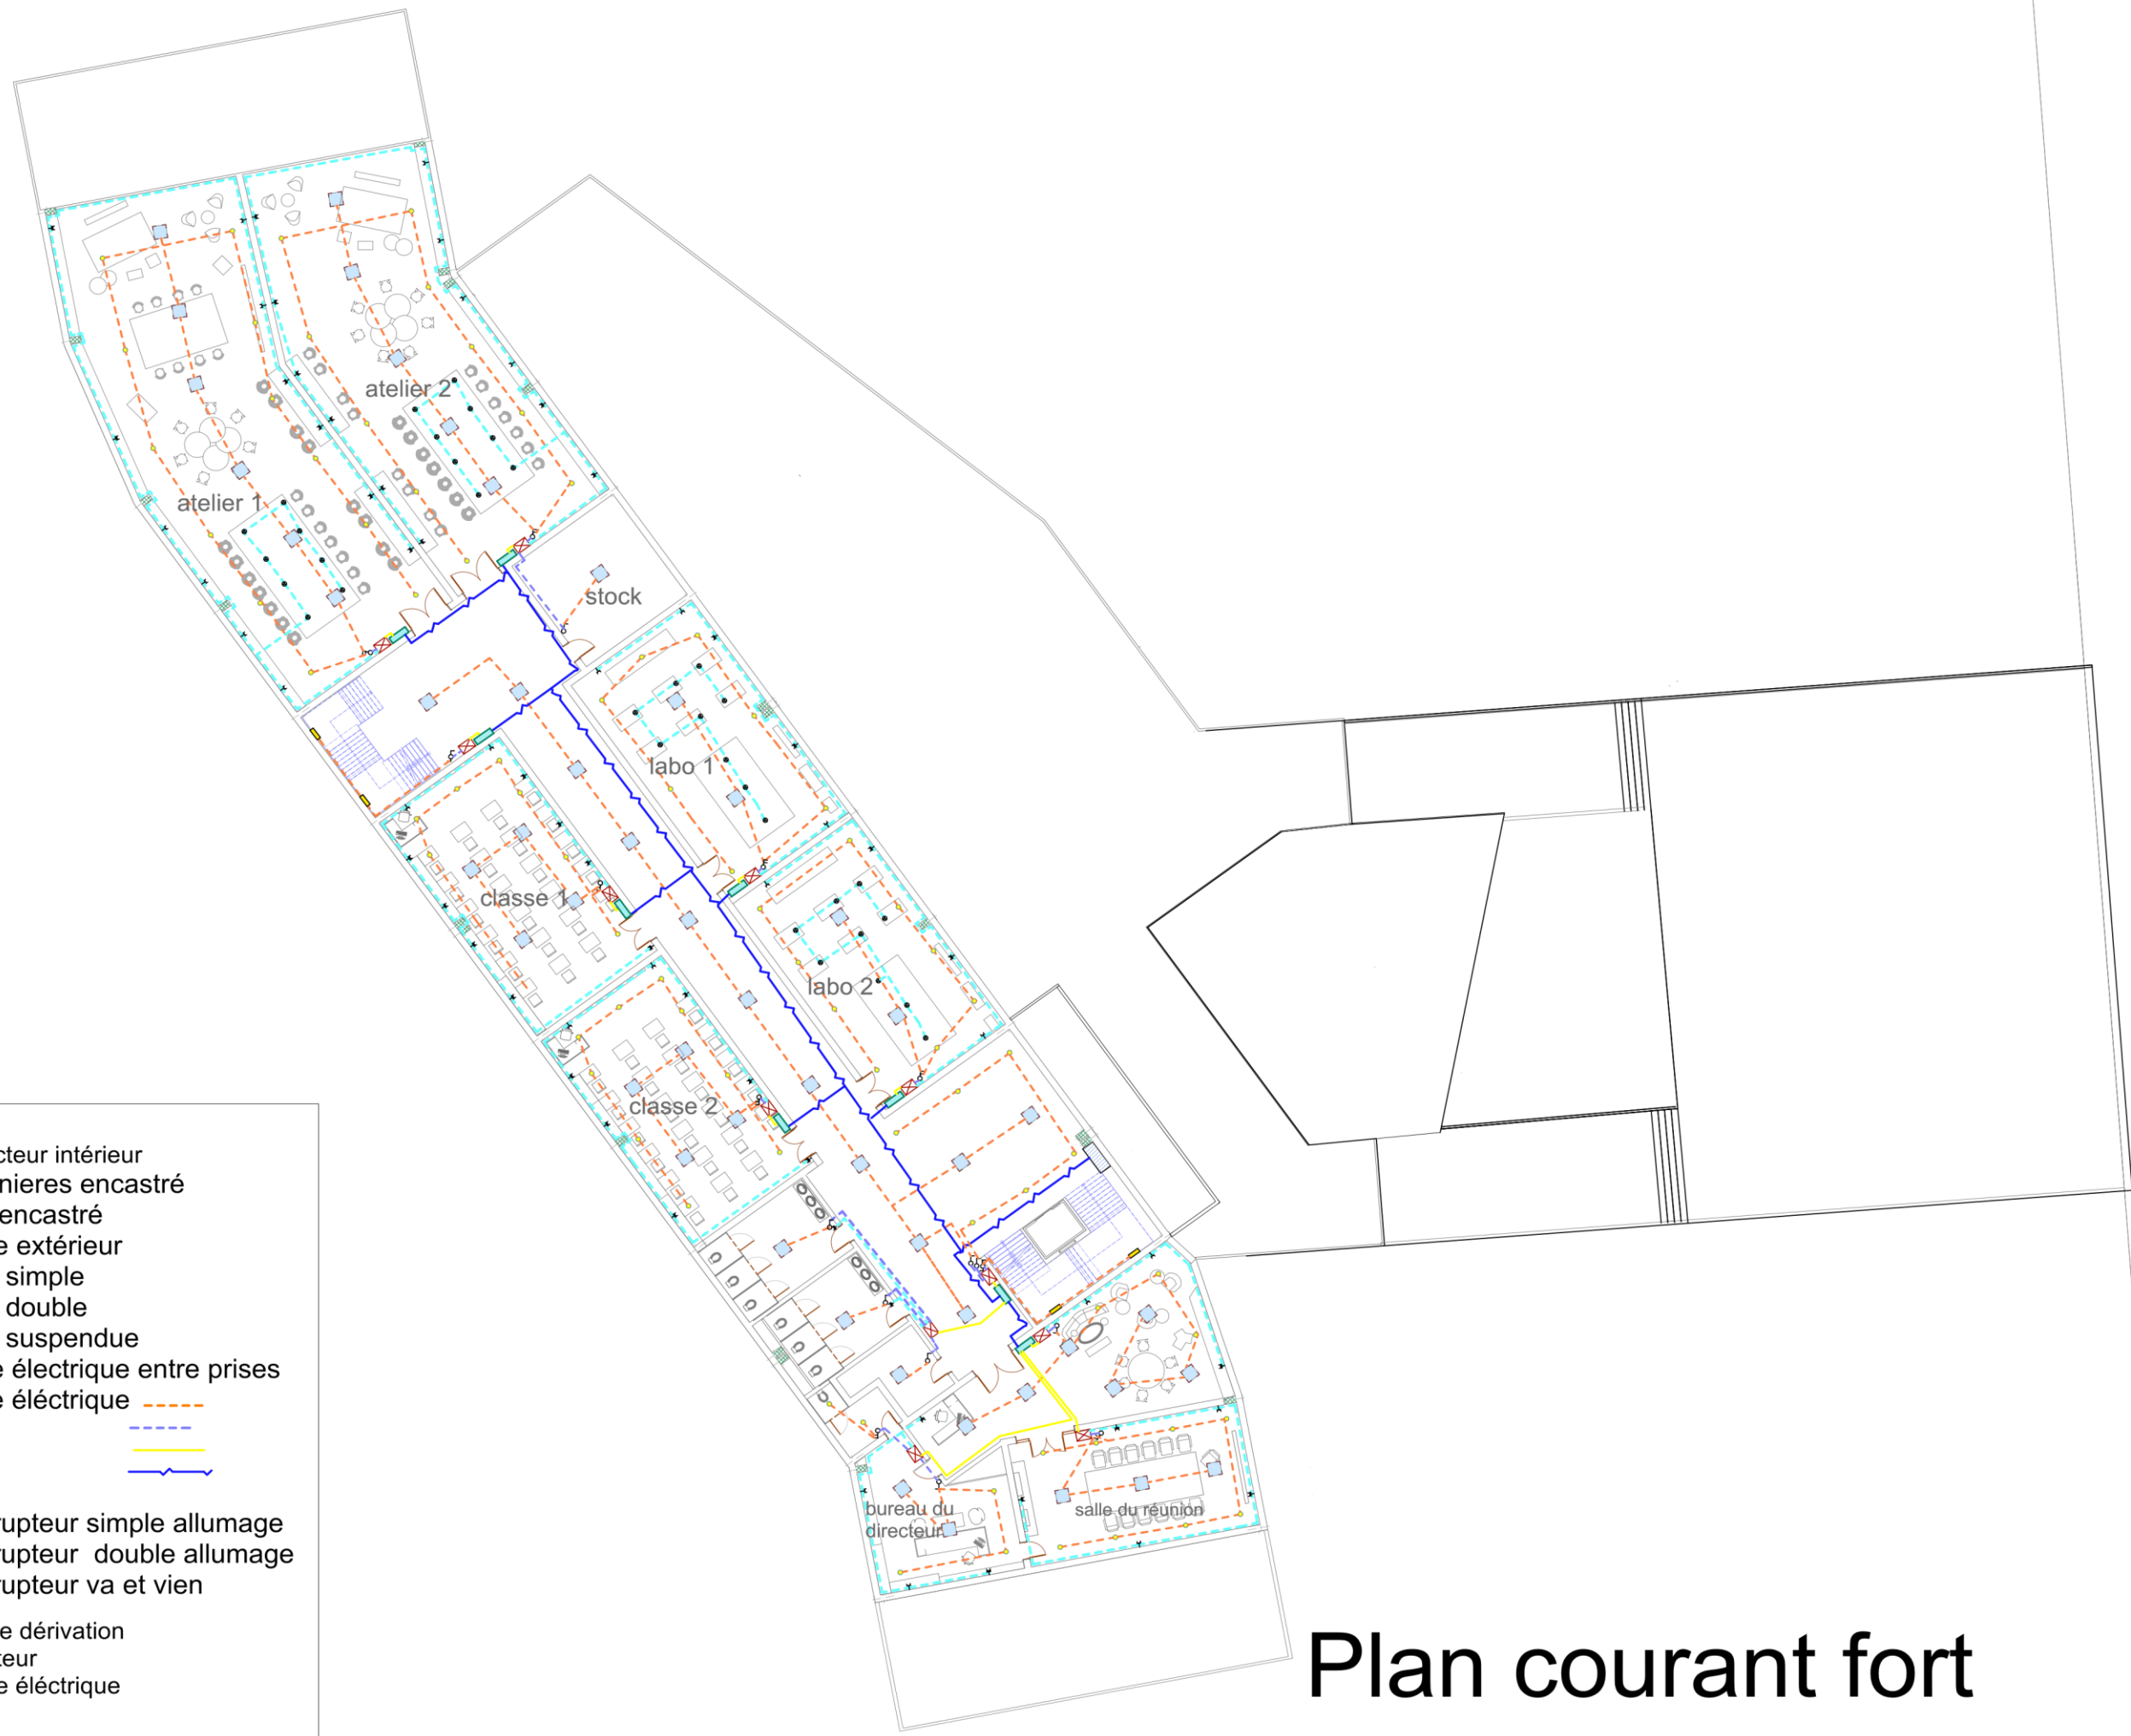 atelier 2
atelier 1
stock
labo 1
classe 1
labo 2
classe 2
bureau du
directeur
salle du réunion
cteur intérieur
nieres encastré
encastré
e extérieur
simple
double
suspendue
e électrique entre prises
e éléctrique
rupteur simple allumage
rupteur double allumage
rupteur va et vien
e dérivation
teur
e éléctrique
Plan courant fort